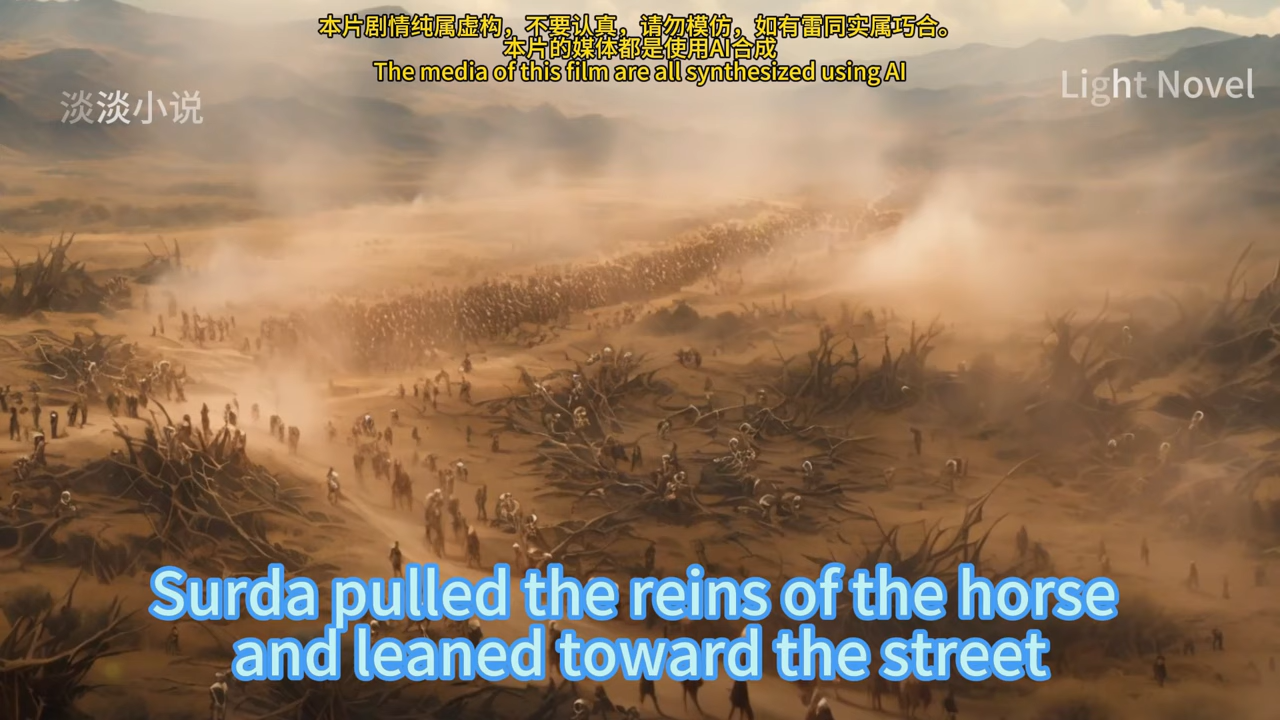 本片剧情纯属虚构，不要认真，请勿模仿，如有雷同实属巧合。
本片的媒体都是使用AI合成
The media of this film are all synthesized using AI
淡淡小说
Light Novel
Surda pulled the reins of the horse
and leaned toward the street